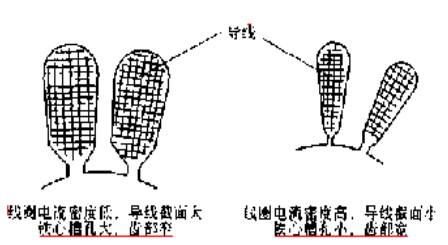 导线
线圈电流密度低，导线截面大
铁心槽孔大，齿部窄
线圈电流密度高，导线截面小
铁心槽孔小，齿部宽